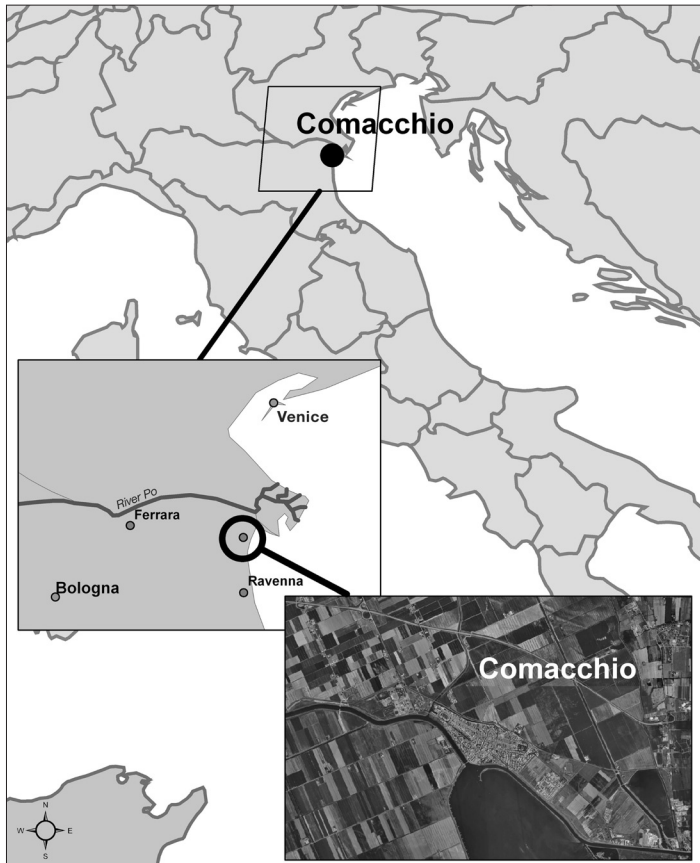 Comacchio
Venice
River Po
Ferrara
Ravenna
Bologna
Comacchio
N
W E
S